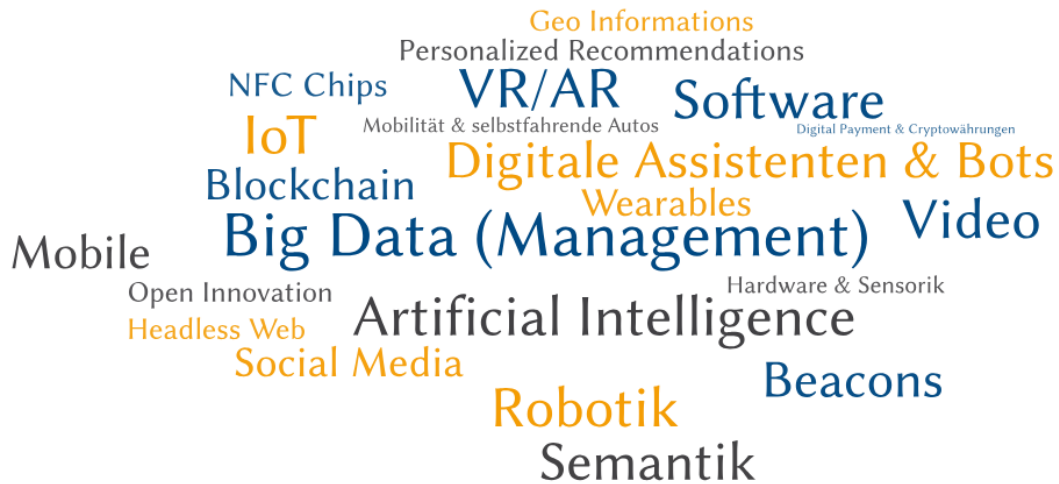 Geo Informations
Personalized Recommendations
NFC Chips
VR/AR
Software
IoT
Mobilität & selbstfahrende Autos
Digital Payment & Cryptowährungen
Digitale Assistenten & Bots
Blockchain
Wearables
Video
Big Data (Management)
Mobile
Open Innovation
Hardware & Sensorik
Artificial Intelligence
Headless Web
Social Media
Beacons
Robotik
Semantik